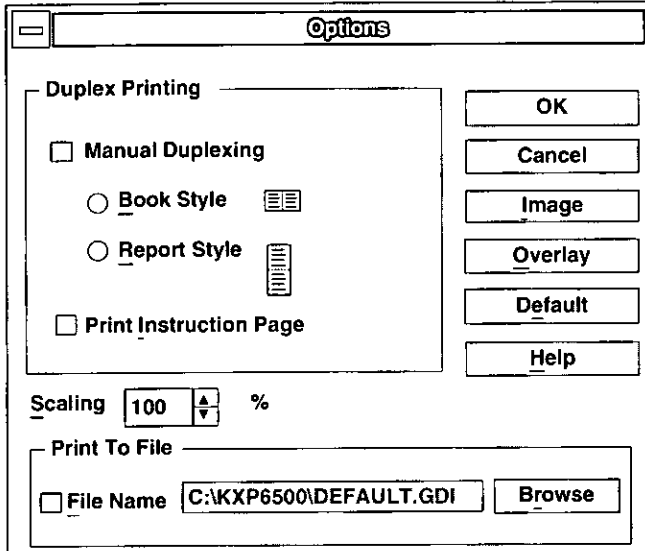 Options
Duplex Printing
Manual Duplexing
Book Style
Report Style
Print Instruction Page
OK
Cancel
Image
Overlay
Default
Help
Scaling 100 %
Print To File
File Name C:\KXP6500\DEFAULT.GDI Browse